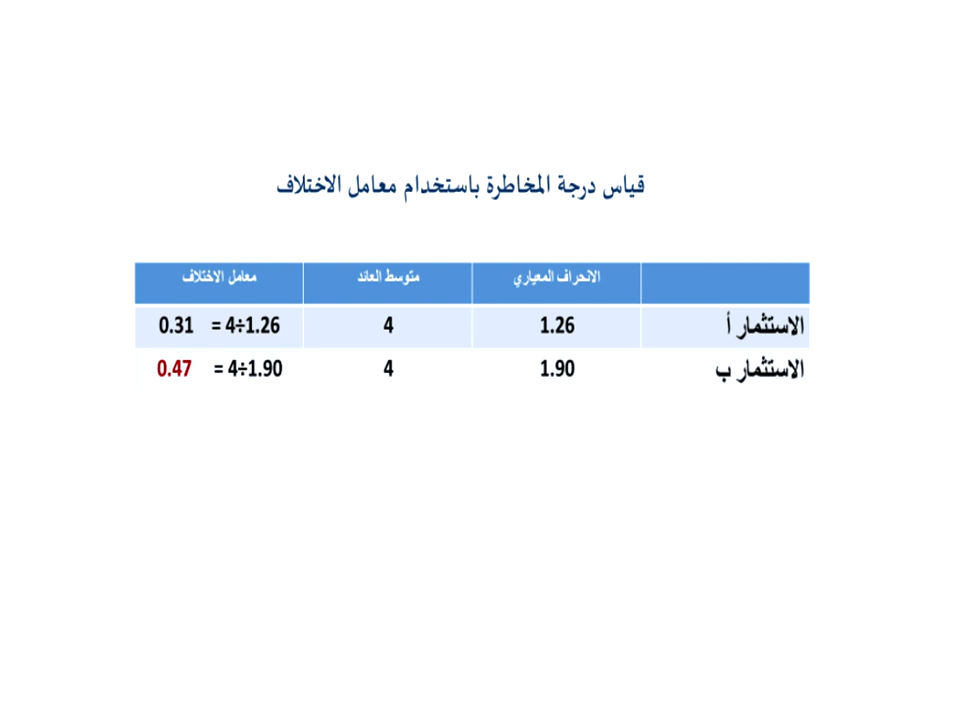 قياس درجة المخاطرة باستخدام معامل الاختلاف
الانحراف المعياري متوسط العائد معامل الاختلاف
الاستثمار أ 1.26 4 1.26÷4 = 0.31
الاستثمار ب 1.90 4 1.90÷4 = 0.47